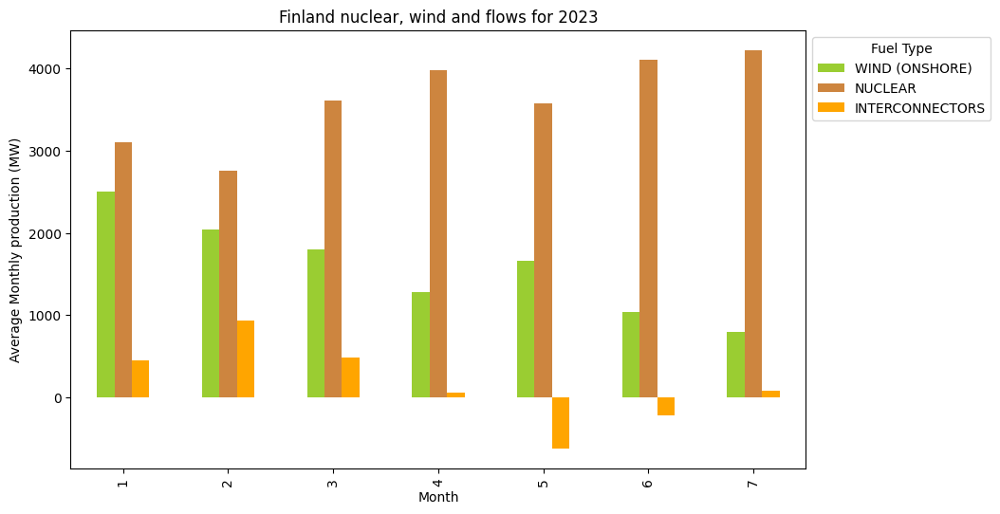 Finland nuclear, wind and flows for 2023
Fuel Type
WIND (ONSHORE)
NUCLEAR
INTERCONNECTORS
Average Monthly production (MW)
4000
3000
2000
1000
0
1 2 3 4 5 6 7
Month